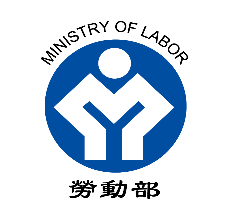 MINISTRY OF LABOR
勞動部